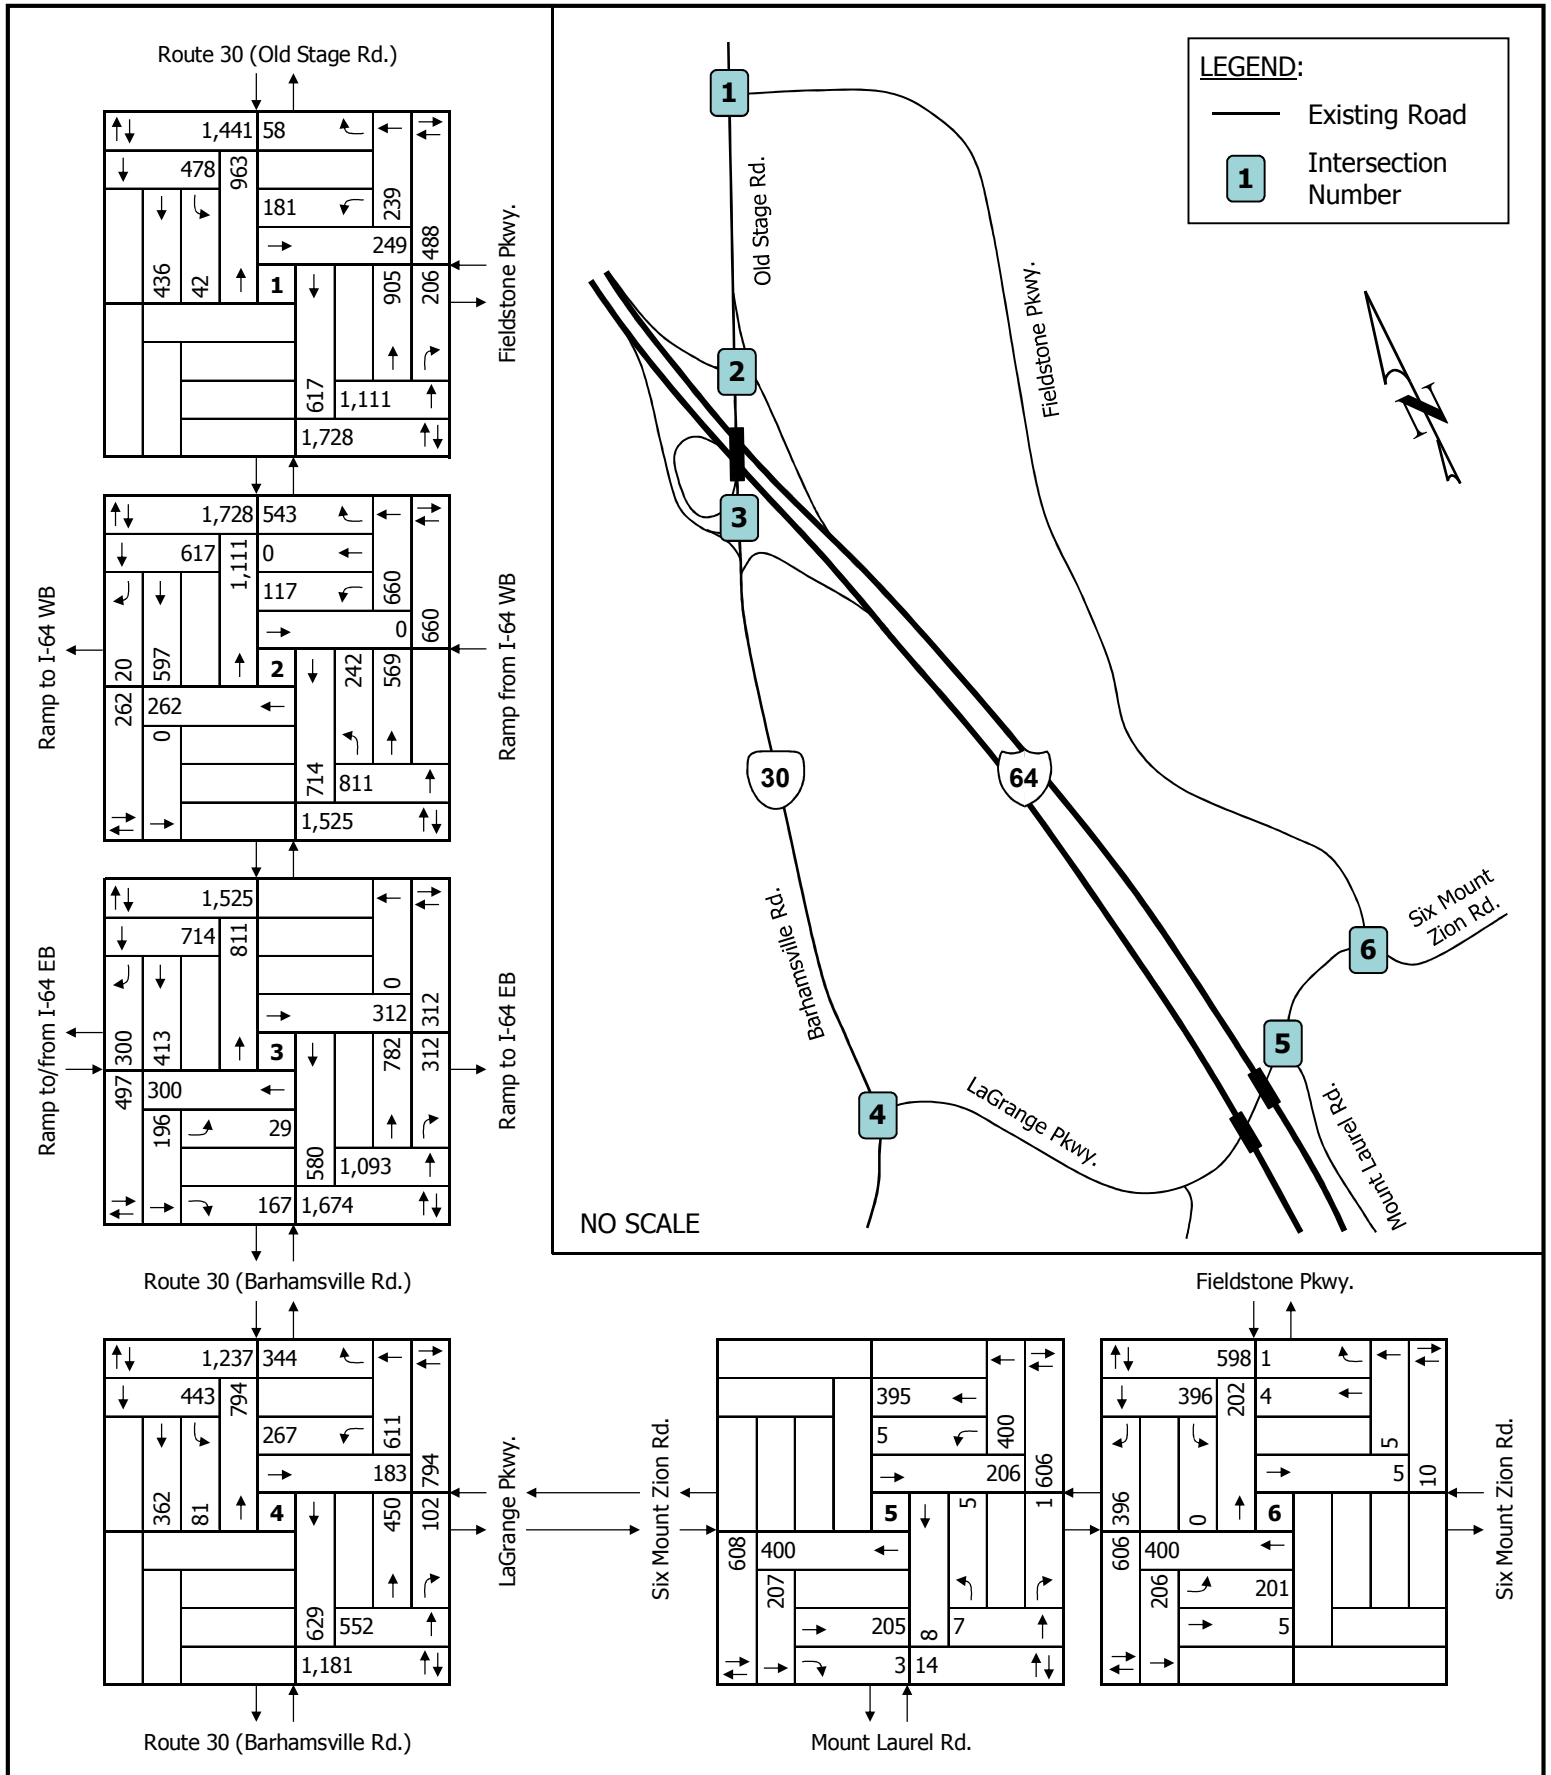 Route 30 (Old Stage Rd.)
1,441 58
478 963
181 239
249 488
436 42 1 905 206
617 1,111
1,728
Fieldstone Pkwy.
1,728 543
617 1,111 0
117 660
0 660
20 597 2 242 569
262 262
0
714 811
1,525
Ramp to I-64 WB
Ramp from I-64 WB
1,525
714 811
0
312 312
300 413 3 782 312
497 300
196 29
580 1,093
167 1,674
Ramp to/from I-64 EB
Ramp to I-64 EB
Route 30 (Barhamsville Rd.)
1,237 344
443 794
267 611
183 794
362 81 4 450 102
629 552
1,181
LaGrange Pkwy.
Route 30 (Barhamsville Rd.)
Six Mount Zion Rd.
395
5 400
206 606
5 5 1
608 400
207
205 8 7
3 14
Mount Laurel Rd.
Fieldstone Pkwy.
598 1
396 202 4
5
5 10
396 0 6
606 400
206 201
5
Six Mount Zion Rd.
LEGEND:
Existing Road
1 Intersection
Number
1
Old Stage Rd.
Fieldstone Pkwy.
2
3
30
64
N
Barhamsville Rd.
Six Mount
Zion Rd.
6
5
4
LaGrange Pkwy.
Mount Laurel Rd.
NO SCALE